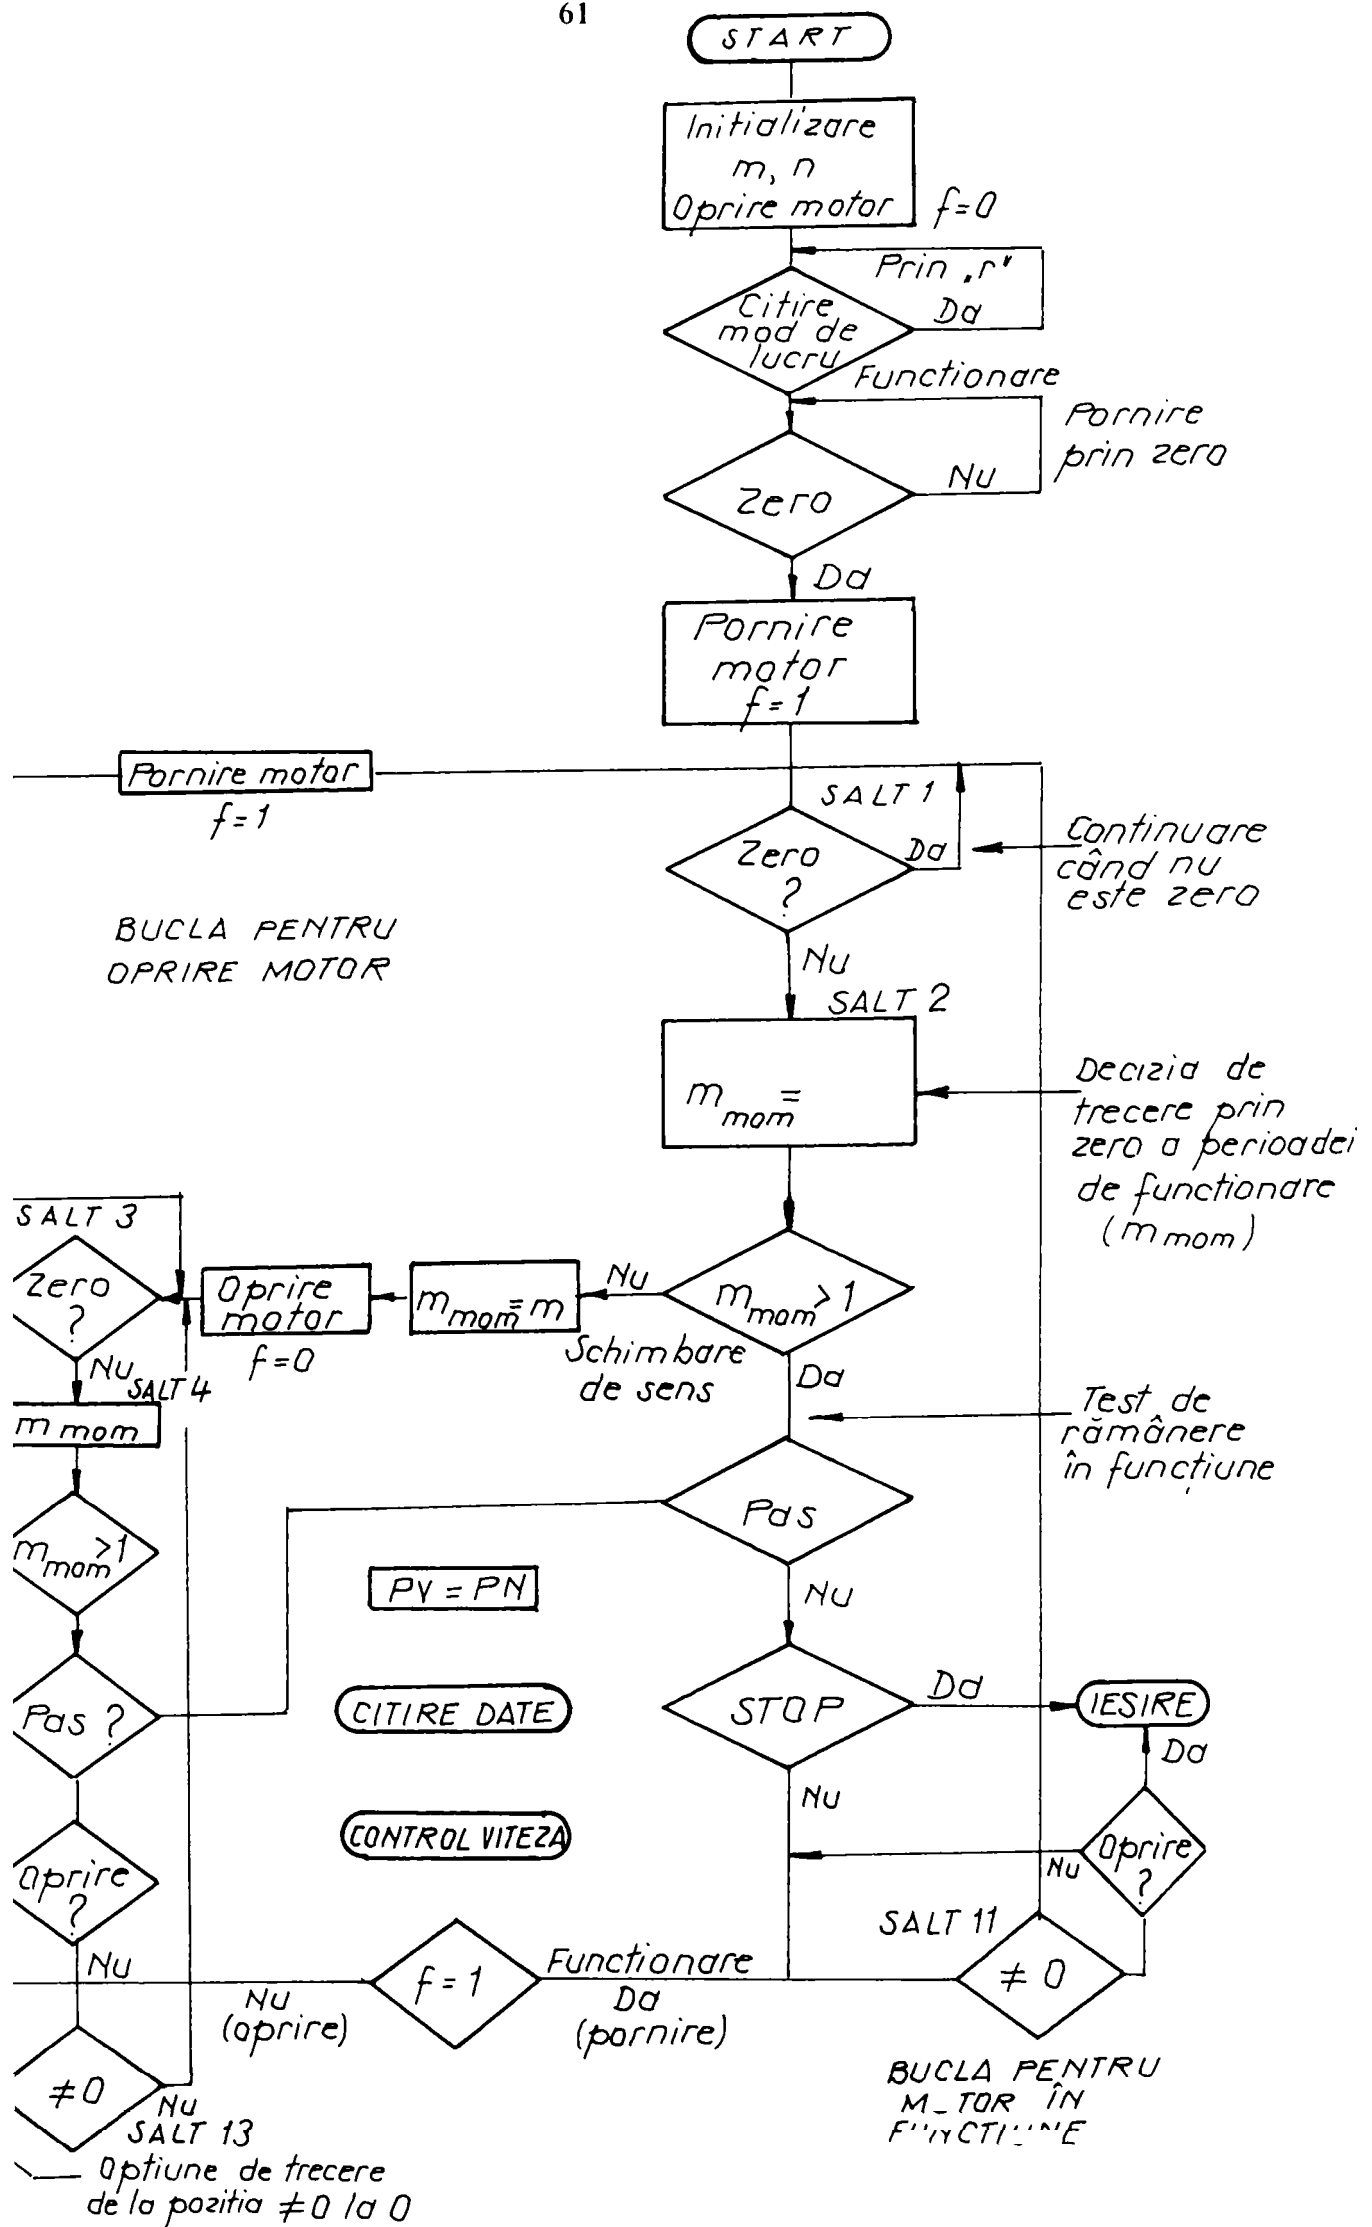 61
START
Initializare
m, n
Oprire motor
f=0
Prin „r"
Citire
mod de
lucru
Da
Functionare
Pornire
prin zero
Zero
Nu
Da
Pornire
motor
f=1
Pornire motor
f=1
SALT 1
Zero
?
Da
Continuare
când nu
este zero
BUCLA PENTRU
OPRIRE MOTOR
Nu
SALT 2
m mom =
Decizia de
trecere prin
zero a perioadei
de functionare
(m mom)
SALT 3
Zero
?
Oprire
motor
f=0
m mom = m
Nu
m mom > 1
Schimbare
de sens
Da
Nu
SALT 4
m mom
Test de
rămânere
în funcțiune
Pas
m mom >1
PV = PN
Nu
Pas ?
CITIRE DATE
STOP
Da
IESIRE
Da
Nu
CONTROL VITEZA
Oprire
?
Nu
Oprire
?
SALT 11
Nu
f=1
Functionare
Da
(pornire)
Nu
(oprire)
≠ 0
≠0
Nu
SALT 13
BUCLA PENTRU
M_TOR ÎN
Optiune de trecere
de la pozitia ≠0 la 0